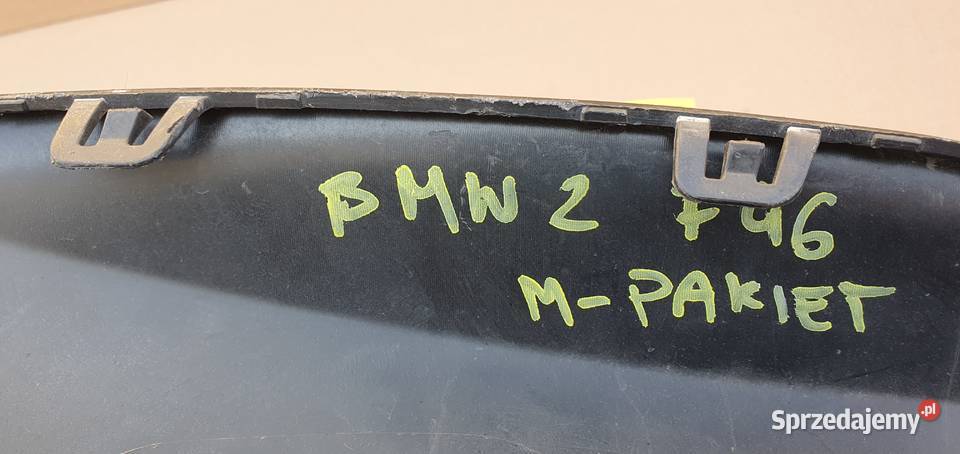 BMW 2 F46
M-PAKIET
Sprzedajemy.pl